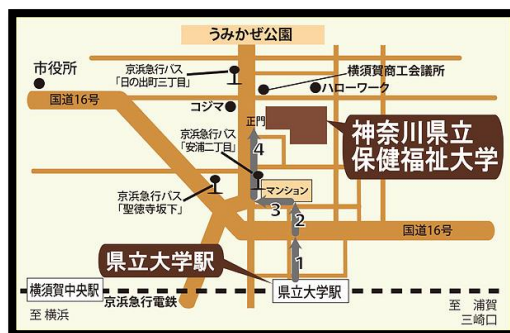 うみかぜ公園
市役所
京浜急行バス
「日の出町三丁目」
横須賀商工会議所
ハローワーク
国道16号
コジマ
正門
神奈川県立
保健福祉大学
京浜急行バス
「安浦二丁目」
4
マンション
京浜急行バス
「聖徳寺坂下」
3
2
国道16号
県立大学駅
1
横須賀中央駅
京浜急行電鉄
県立大学駅
至 横浜
至 浦賀
三崎口